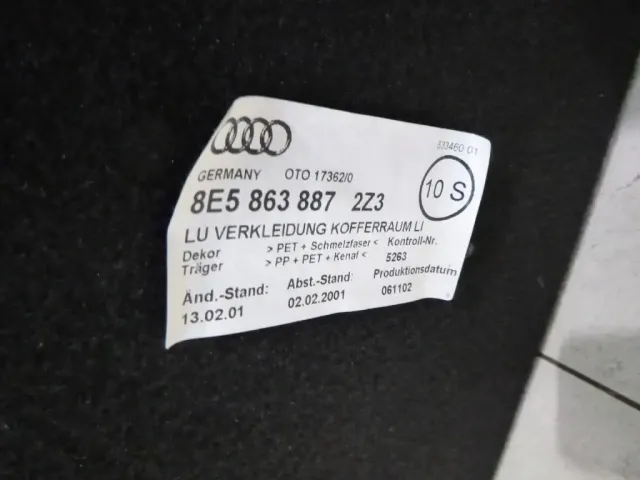 333460 01
GERMANY OTO 17362/0
8E5 863 887 2Z3
10 S
LU VERKLEIDUNG KOFFERRAUM LI
Dekor > PET + Schmelzfaser < Kontroll-Nr.
Träger > PP + PET + Kenaf < 5263
Änd.-Stand: Abst.-Stand: Produktionsdatum
13.02.01 02.02.2001 061102